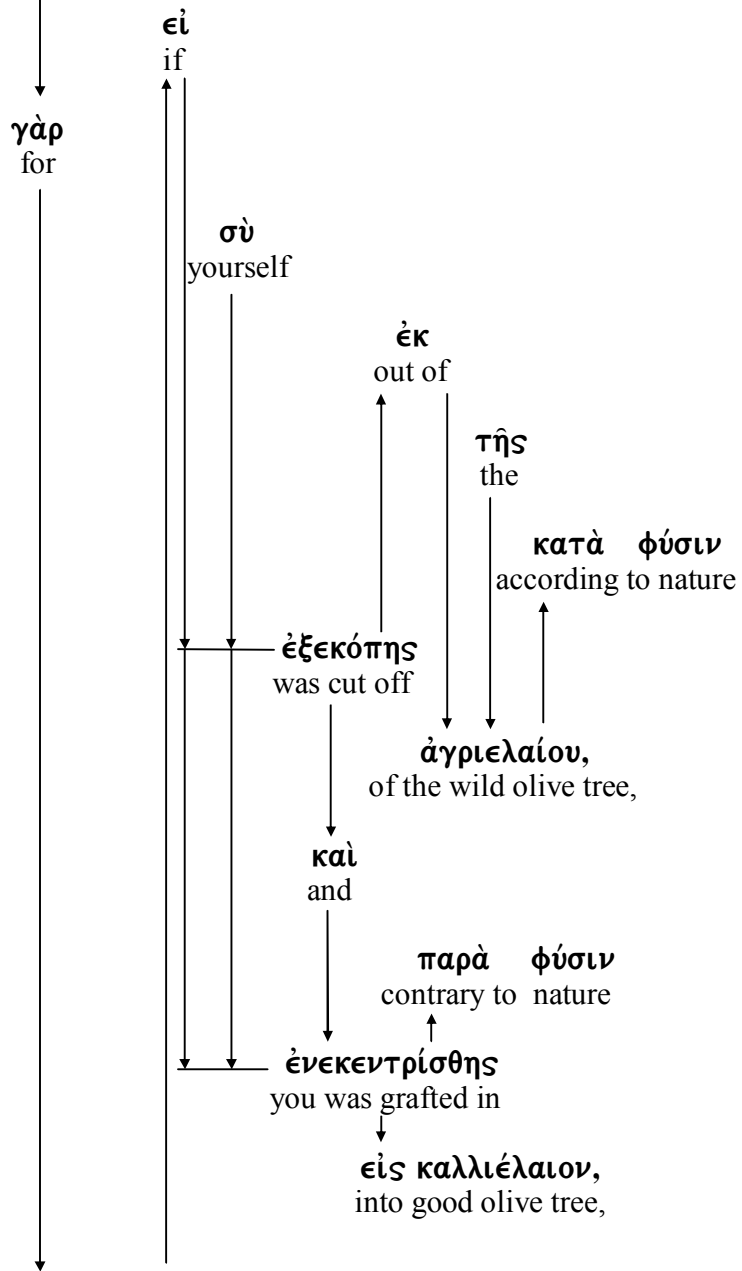 εἰ
if
γὰρ
for
σὺ
yourself
ἐκ
out of
τῆς
the
κατὰ φύσιν
according to nature
ἐξεκόπης
was cut off
ἀγριελαίου,
of the wild olive tree,
καὶ
and
παρὰ φύσιν
contrary to nature
ἐνεκεντρίσθης
you was grafted in
εἰς καλλιέλαιον,
into good olive tree,